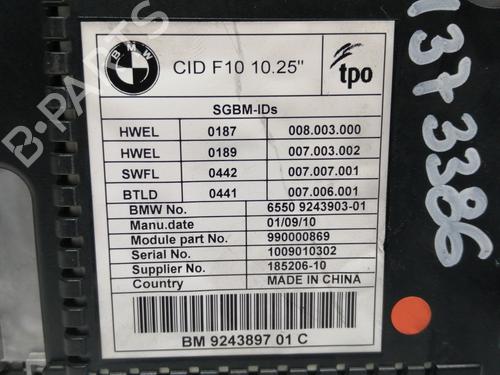 BMW
CID F10 10.25"
tpo
SGBM-IDs
HWEL 0187 008.003.000
HWEL 0189 007.003.002
SWFL 0442 007.007.001
BTLD 0441 007.006.001
BMW No. 6550 9243903-01
Manu.date 01/09/10
Module part No. 990000869
Serial No. 1009010302
Supplier No. 185206-10
Country MADE IN CHINA
BM 9243897 01 C
1373386
B-PARTS